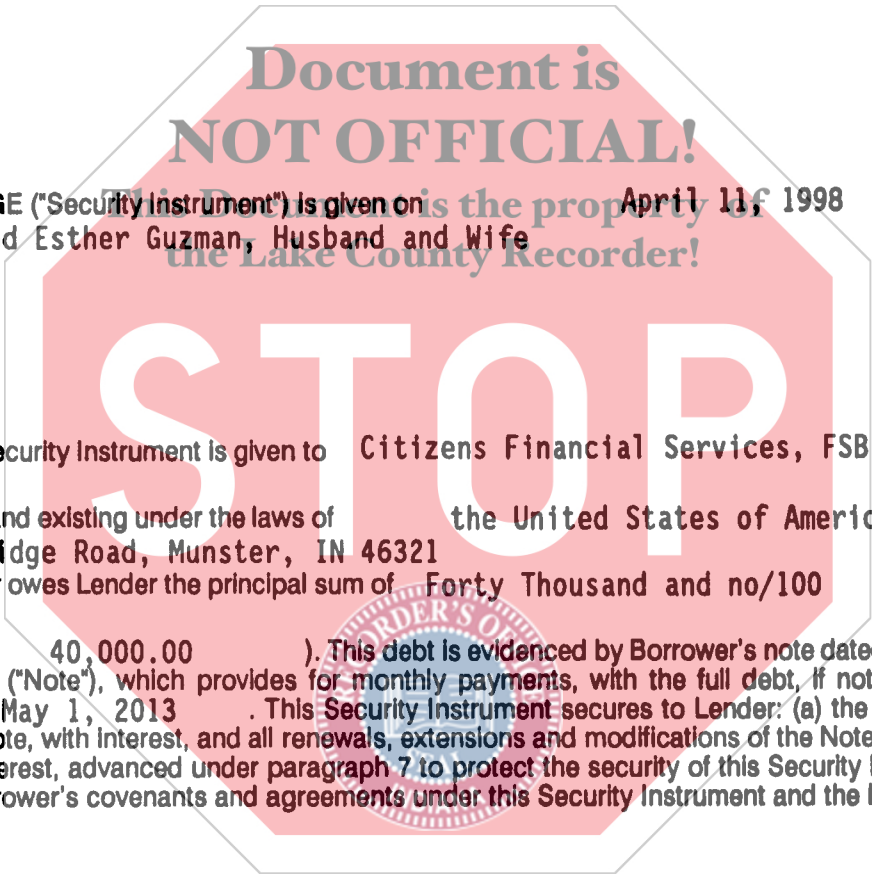 Document is
NOT OFFICIAL!
GE ("Security Instrument") is given on April 11, 1998
This Document is the property of
d Esther Guzman, Husband and Wife
the Lake County Recorder!
STOP
ecurity Instrument is given to Citizens Financial Services, FSB
nd existing under the laws of the United States of Americ
idge Road, Munster, IN 46321
r owes Lender the principal sum of Forty Thousand and no/100
RECORDER'S OFFICE
40,000.00 ). This debt is evidenced by Borrower's note date
("Note"), which provides for monthly payments, with the full debt, if not
May 1, 2013 . This Security Instrument secures to Lender: (a) the
ote, with interest, and all renewals, extensions and modifications of the Note
erest, advanced under paragraph 7 to protect the security of this Security I
rower's covenants and agreements under this Security Instrument and the
INDIANA